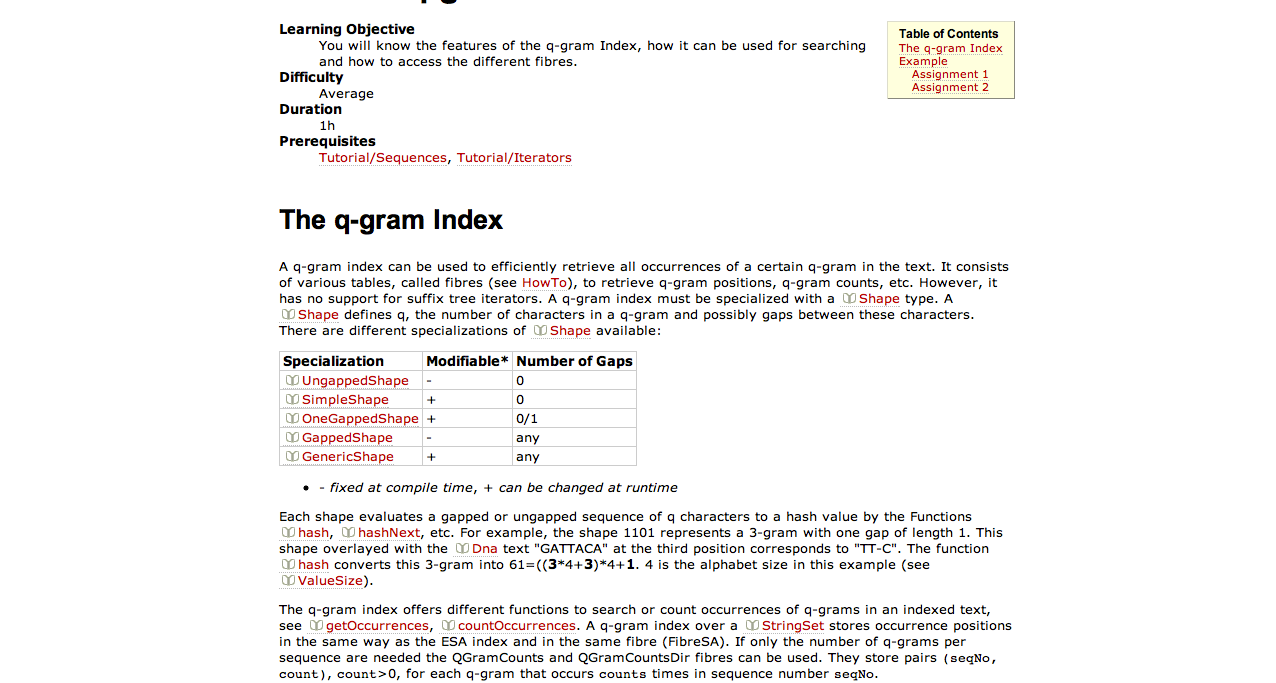 Learning Objective
You will know the features of the q-gram Index, how it can be used for searching
and how to access the different fibres.
Difficulty
Average
Duration
1h
Prerequisites
Tutorial/Sequences, Tutorial/Iterators
Table of Contents
The q-gram Index
Example
Assignment 1
Assignment 2
The q-gram Index
A q-gram index can be used to efficiently retrieve all occurrences of a certain q-gram in the text. It consists
of various tables, called fibres (see HowTo), to retrieve q-gram positions, q-gram counts, etc. However, it
has no support for suffix tree iterators. A q-gram index must be specialized with a Shape type. A
Shape defines q, the number of characters in a q-gram and possibly gaps between these characters.
There are different specializations of Shape available:
Specialization Modifiable* Number of Gaps
UngappedShape - 0
SimpleShape + 0
OneGappedShape + 0/1
GappedShape - any
GenericShape + any
• - fixed at compile time, + can be changed at runtime
Each shape evaluates a gapped or ungapped sequence of q characters to a hash value by the Functions
hash, hashNext, etc. For example, the shape 1101 represents a 3-gram with one gap of length 1. This
shape overlayed with the Dna text "GATTACA" at the third position corresponds to "TT-C". The function
hash converts this 3-gram into 61=((3*4+3)*4+1. 4 is the alphabet size in this example (see
ValueSize).
The q-gram index offers different functions to search or count occurrences of q-grams in an indexed text,
see getOccurrences, countOccurrences. A q-gram index over a StringSet stores occurrence positions
in the same way as the ESA index and in the same fibre (FibreSA). If only the number of q-grams per
sequence are needed the QGramCounts and QGramCountsDir fibres can be used. They store pairs (seqNo,
count), count>0, for each q-gram that occurs counts times in sequence number seqNo.